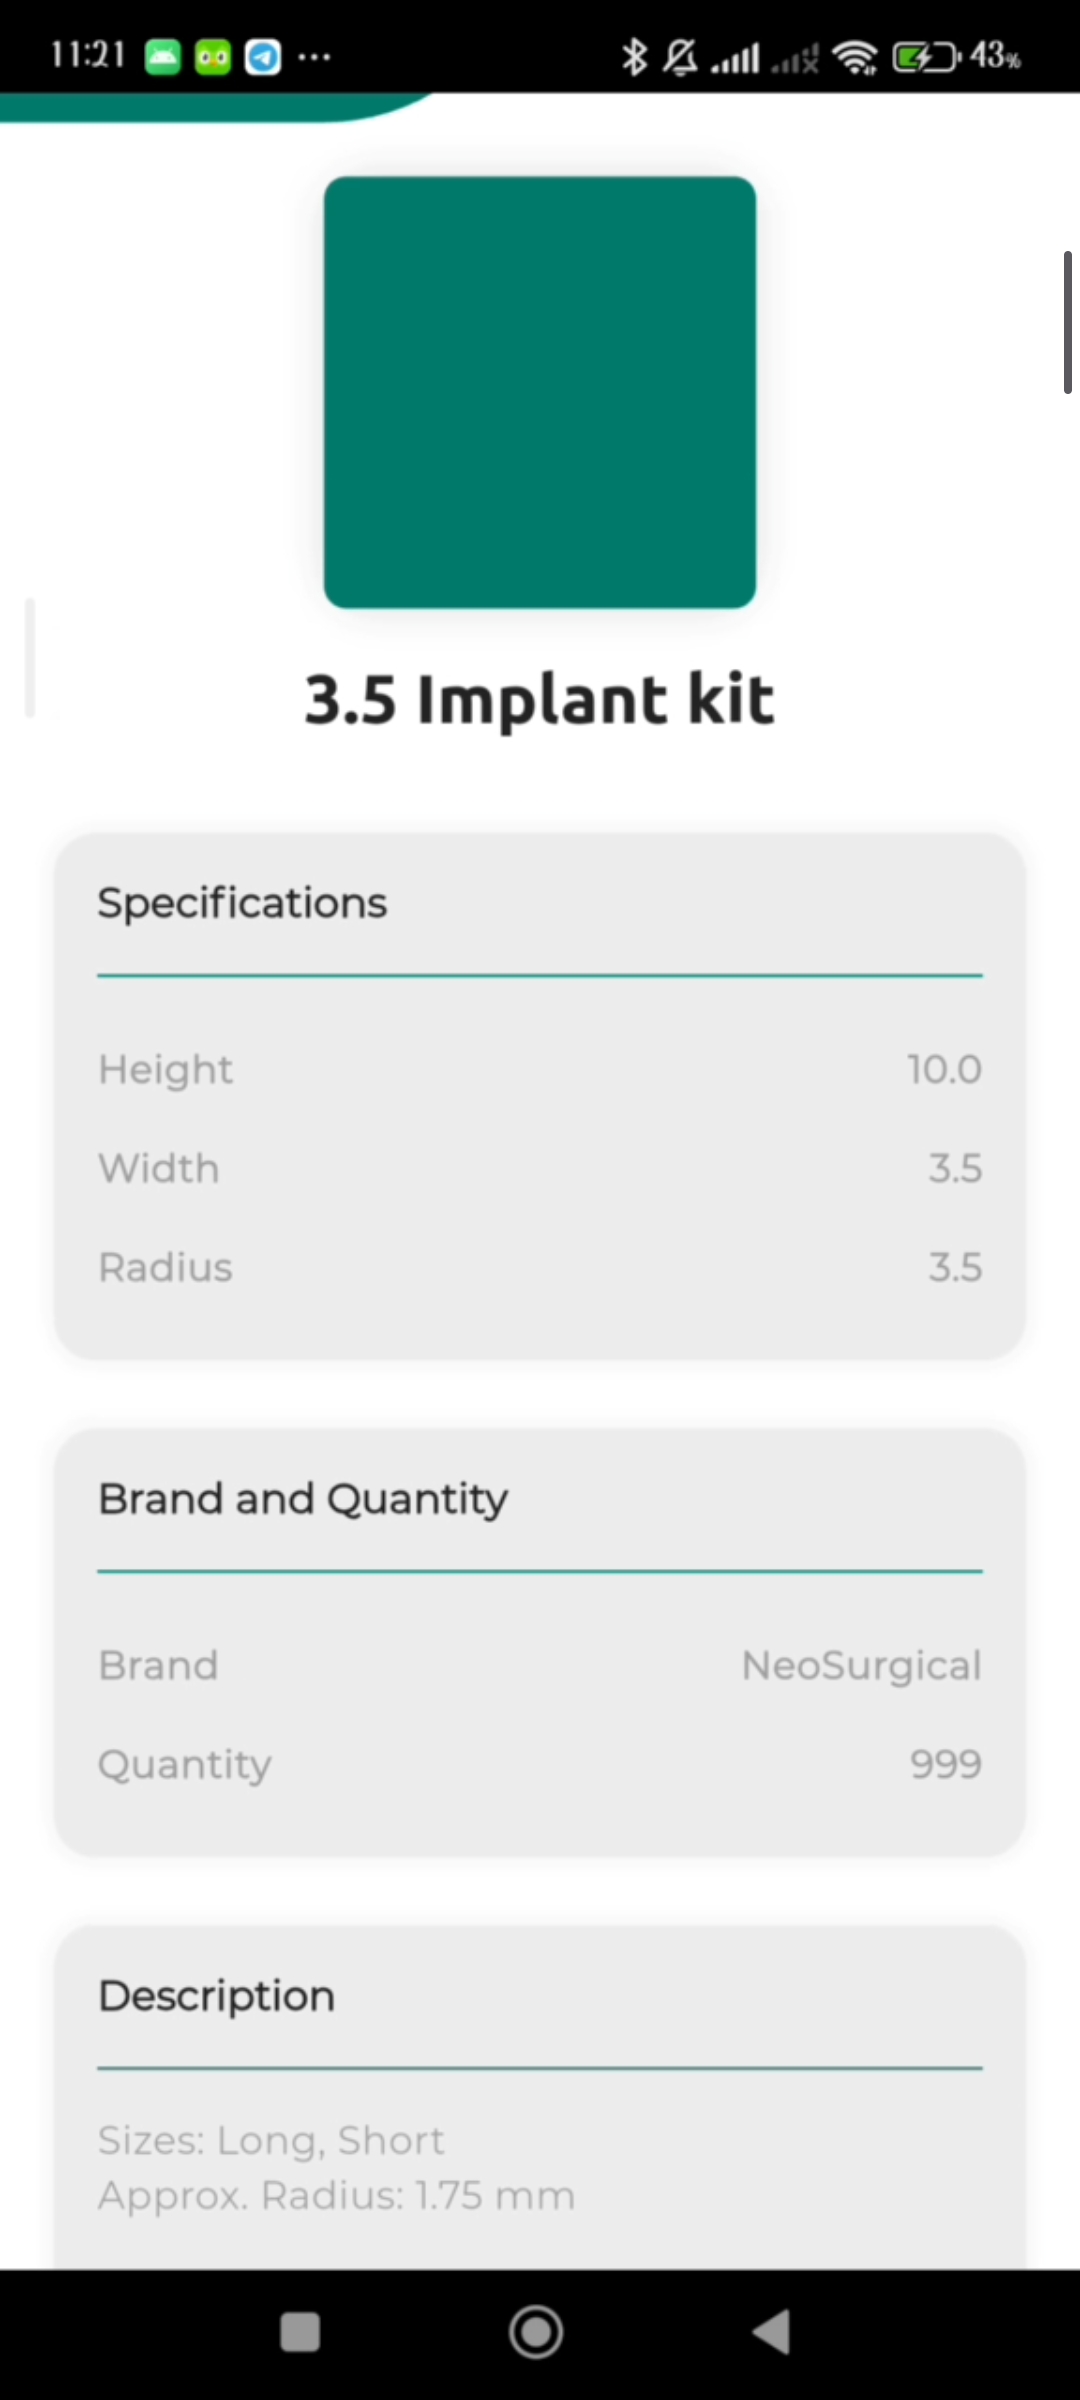 11:21 ... 43%
3.5 Implant kit
Specifications
Height 10.0
Width 3.5
Radius 3.5
Brand and Quantity
Brand NeoSurgical
Quantity 999
Description
Sizes: Long, Short
Approx. Radius: 1.75 mm